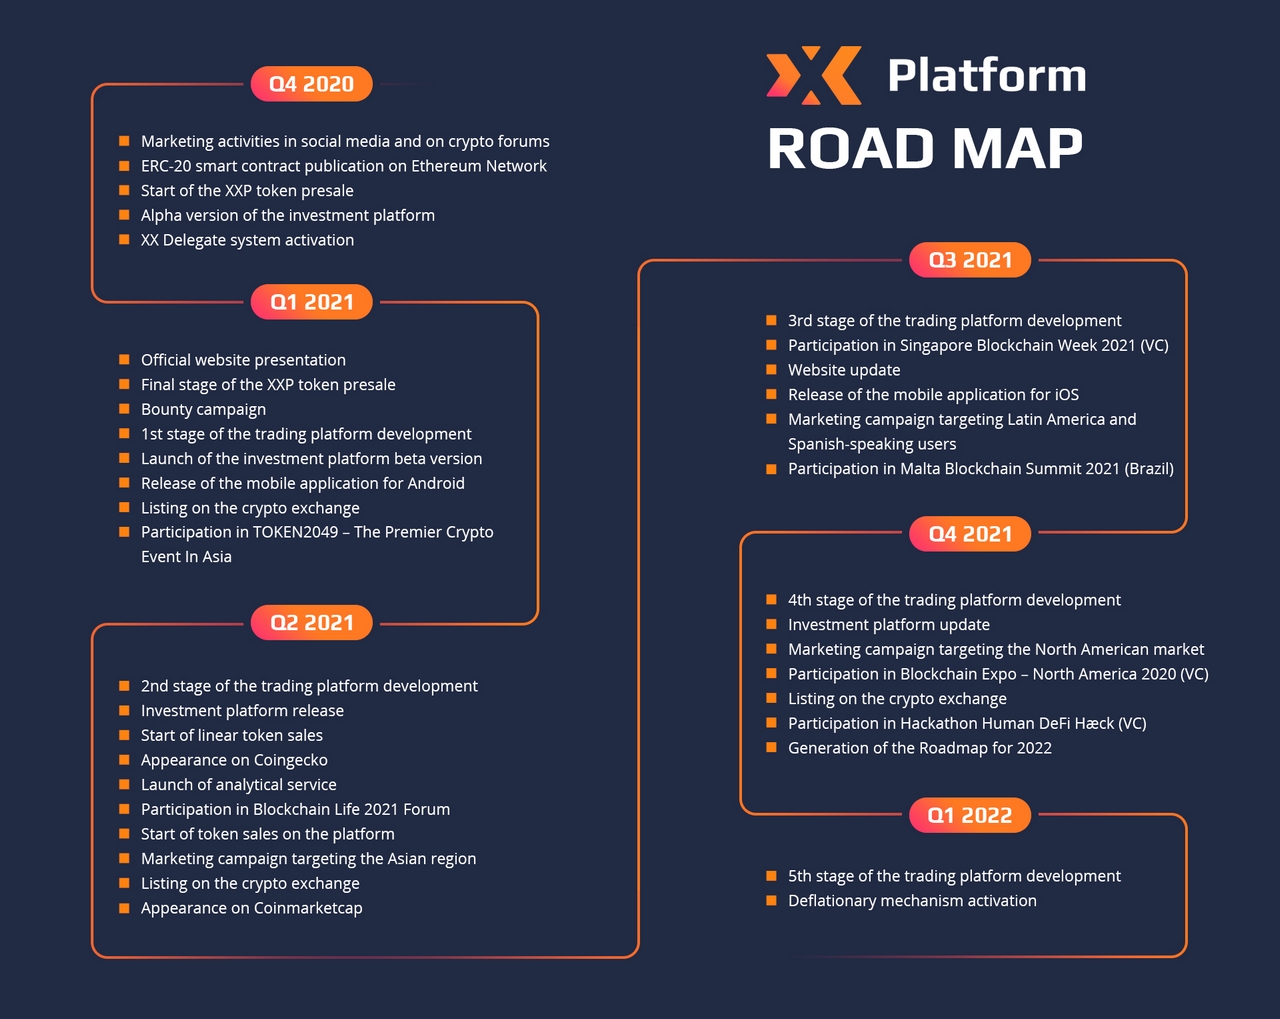 XX Platform
ROAD MAP
Q4 2020
Marketing activities in social media and on crypto forums
ERC-20 smart contract publication on Ethereum Network
Start of the XXP token presale
Alpha version of the investment platform
XX Delegate system activation
Q1 2021
Official website presentation
Final stage of the XXP token presale
Bounty campaign
1st stage of the trading platform development
Launch of the investment platform beta version
Release of the mobile application for Android
Listing on the crypto exchange
Participation in TOKEN2049 – The Premier Crypto
Event In Asia
Q2 2021
2nd stage of the trading platform development
Investment platform release
Start of linear token sales
Appearance on Coingecko
Launch of analytical service
Participation in Blockchain Life 2021 Forum
Start of token sales on the platform
Marketing campaign targeting the Asian region
Listing on the crypto exchange
Appearance on Coinmarketcap
Q3 2021
3rd stage of the trading platform development
Participation in Singapore Blockchain Week 2021 (VC)
Website update
Release of the mobile application for iOS
Marketing campaign targeting Latin America and
Spanish-speaking users
Participation in Malta Blockchain Summit 2021 (Brazil)
Q4 2021
4th stage of the trading platform development
Investment platform update
Marketing campaign targeting the North American market
Participation in Blockchain Expo – North America 2020 (VC)
Listing on the crypto exchange
Participation in Hackathon Human DeFi Hæck (VC)
Generation of the Roadmap for 2022
Q1 2022
5th stage of the trading platform development
Deflationary mechanism activation